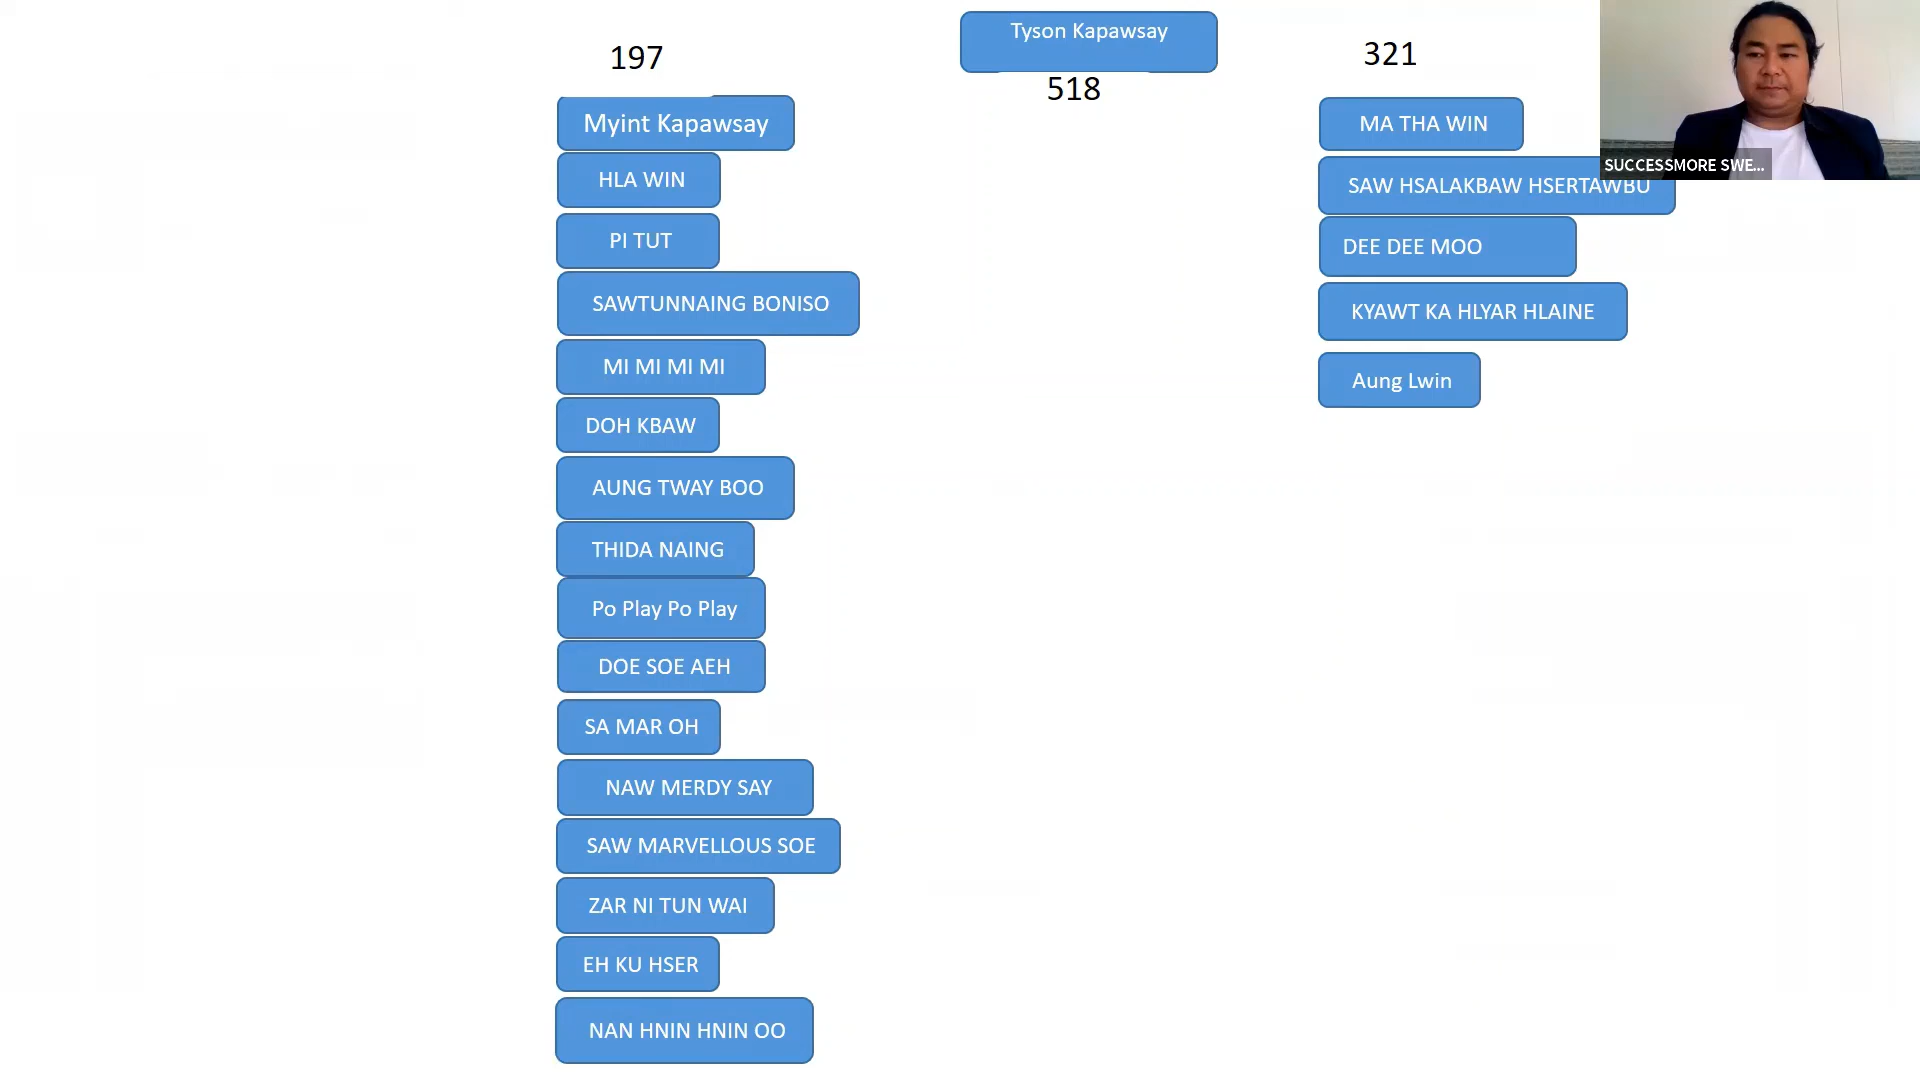 Tyson Kapawsay
518
197
Myint Kapawsay
HLA WIN
PI TUT
SAWTUNNAING BONISO
MI MI MI MI
DOH KBAW
AUNG TWAY BOO
THIDA NAING
Po Play Po Play
DOE SOE AEH
SA MAR OH
NAW MERDY SAY
SAW MARVELLOUS SOE
ZAR NI TUN WAI
EH KU HSER
NAN HNIN HNIN OO
321
MA THA WIN
SAW HSALAKBAW HSERTAWBU
DEE DEE MOO
KYAWT KA HLYAR HLAINE
Aung Lwin
SUCCESSMORE SWE...